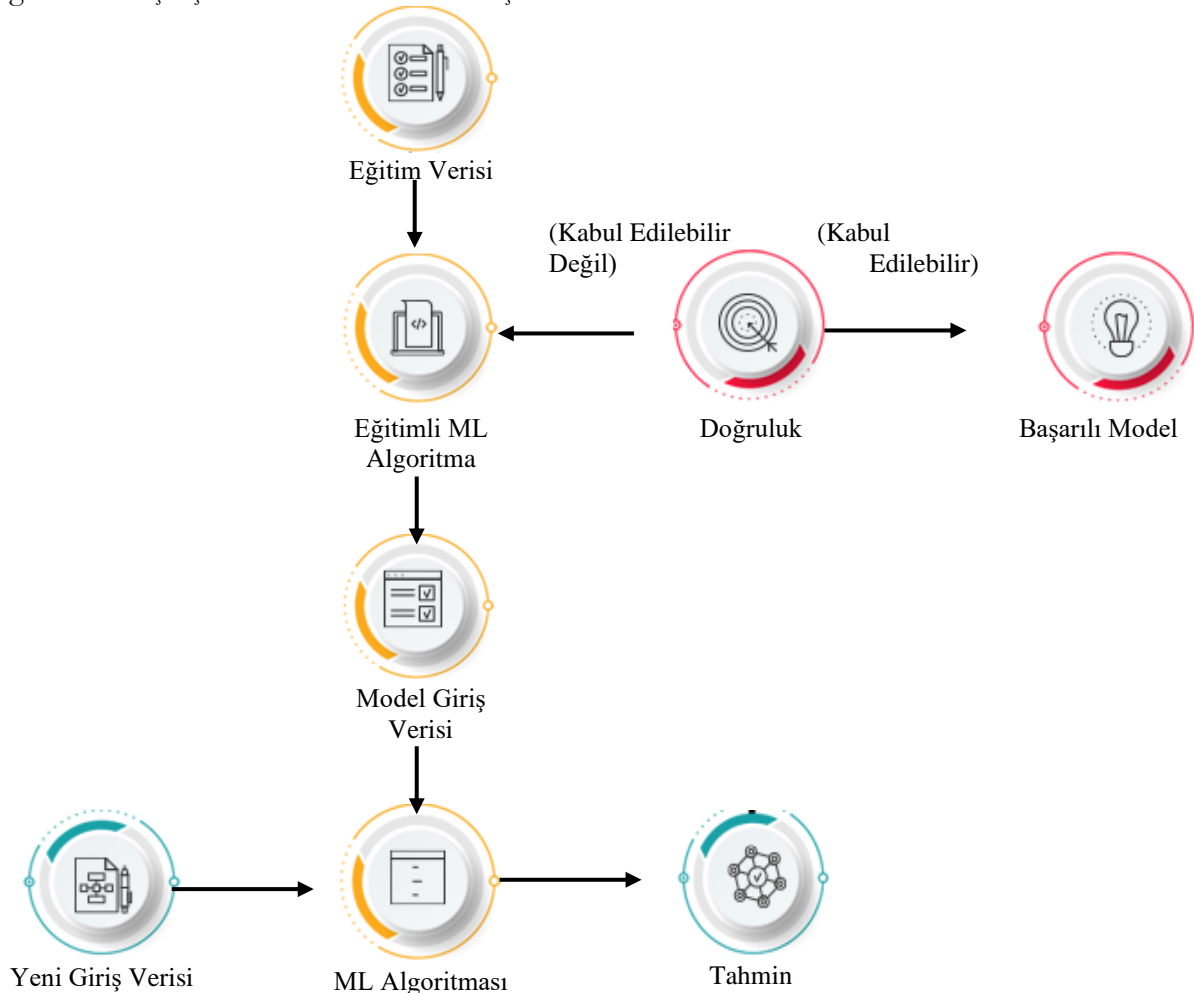 Eğitim Verisi
(Kabul Edilebilir
Değil)
(Kabul
Edilebilir)
</>
Eğitimli ML
Algoritma
Doğruluk
Başarılı Model
Model Giriş
Verisi
Yeni Giriş Verisi
ML Algoritması
Tahmin